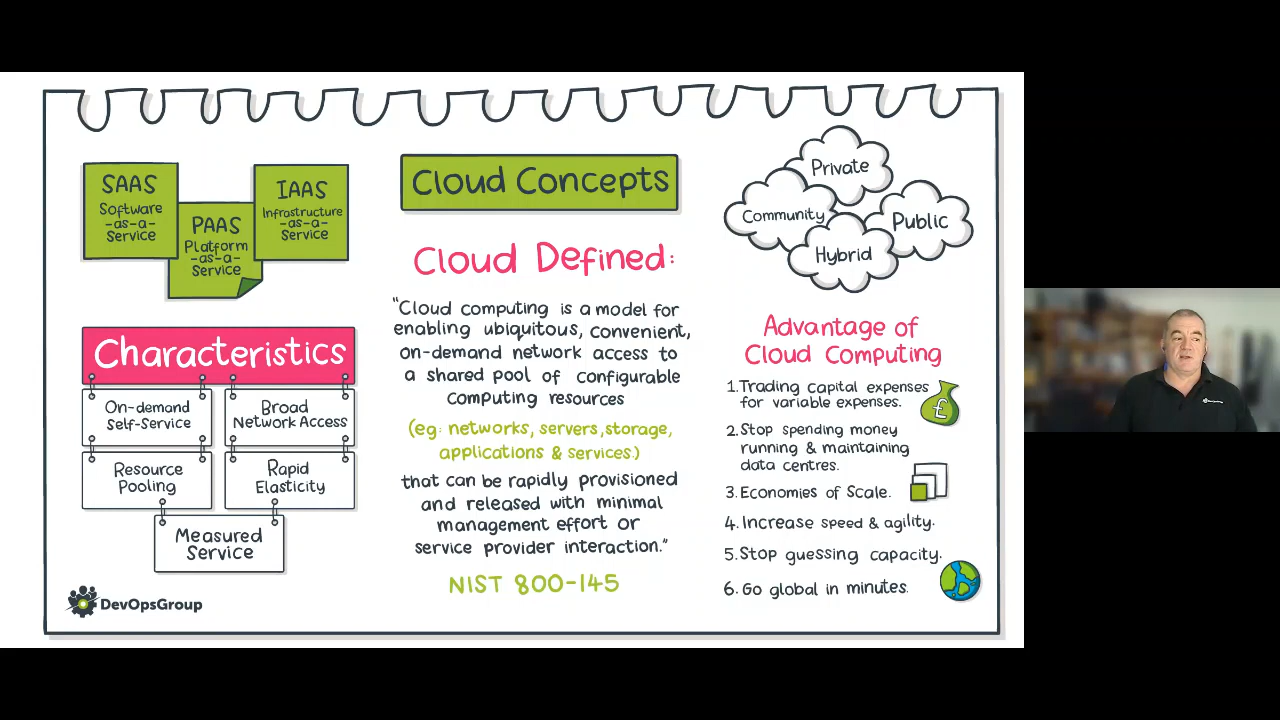 SAAS
Software
-as-a-
Service
PAAS
Platform
-as-a-
Service
IAAS
Infrastructure
-as-a-
Service
Characteristics
On-demand
Self-Service
Broad
Network Access
Resource
Pooling
Rapid
Elasticity
Measured
Service
DevOpsGroup
Cloud Concepts
Cloud Defined:
"Cloud computing is a model for
enabling ubiquitous, convenient,
on-demand network access to
a shared pool of configurable
computing resources
(eg: networks, servers, storage,
applications & services.)
that can be rapidly provisioned
and released with minimal
management effort or
service provider interaction."
NIST 800-145
Private
Community
Public
Hybrid
Advantage of
Cloud Computing
1. Trading capital expenses
for variable expenses.
£
2. Stop spending money
running & maintaining
data centres.
3. Economies of Scale.
4. Increase speed & agility.
5. Stop guessing capacity.
6. Go global in minutes.